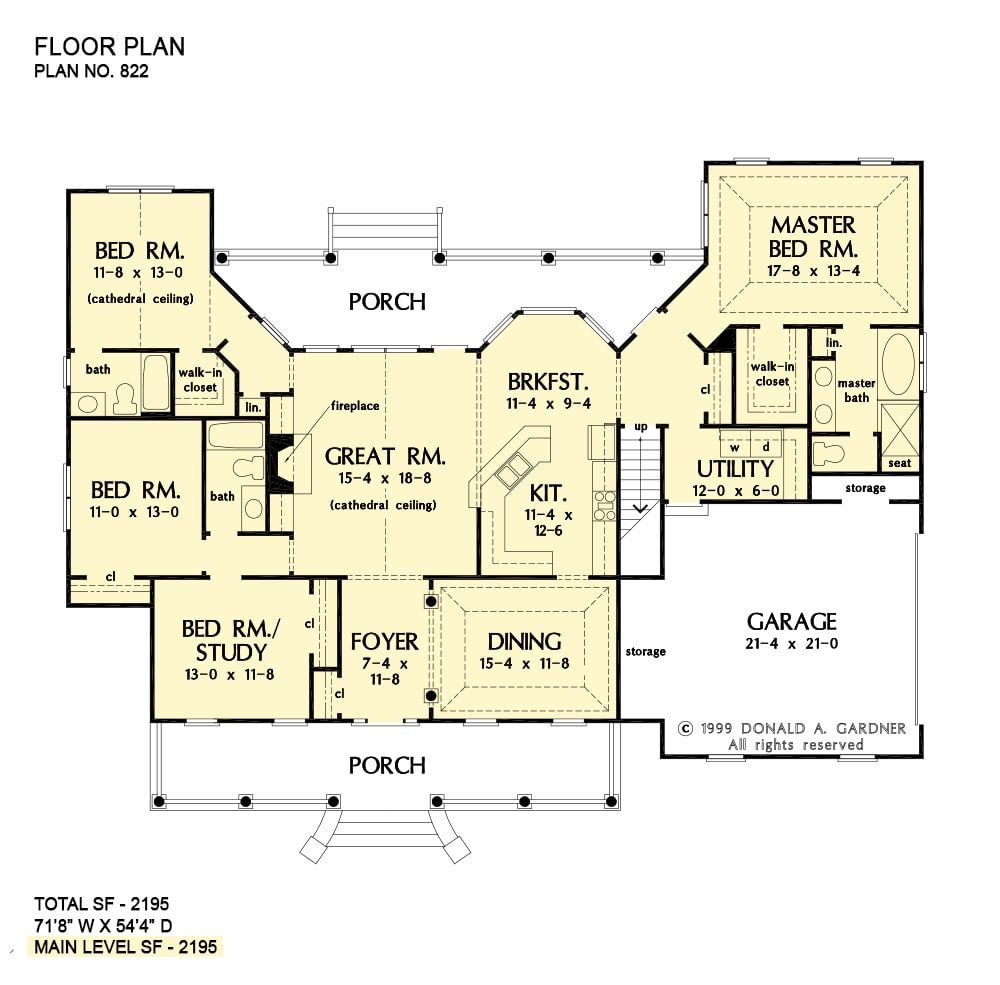 FLOOR PLAN
PLAN NO. 822
BED RM.
11-8 x 13-0
(cathedral ceiling)
MASTER
BED RM.
17-8 x 13-4
PORCH
bath
walk-in
closet
lin.
fireplace
BRKFST.
11-4 x 9-4
cl
walk-in
closet
lin.
master
bath
up
GREAT RM.
15-4 x 18-8
(cathedral ceiling)
w
d
UTILITY
12-0 x 6-0
seat
storage
BED RM.
11-0 x 13-0
bath
KIT.
11-4 x
12-6
cl
BED RM./
STUDY
13-0 x 11-8
cl
cl
FOYER
7-4 x
11-8
DINING
15-4 x 11-8
storage
GARAGE
21-4 x 21-0
© 1999 DONALD A. GARDNER
All rights reserved
PORCH
TOTAL SF - 2195
71'8" W X 54'4" D
MAIN LEVEL SF - 2195